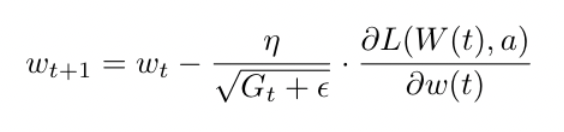 $w_{t+1} = w_t - \frac{\eta}{\sqrt{G_t + \epsilon}} \cdot \frac{\partial L(W(t), a)}{\partial w(t)}$